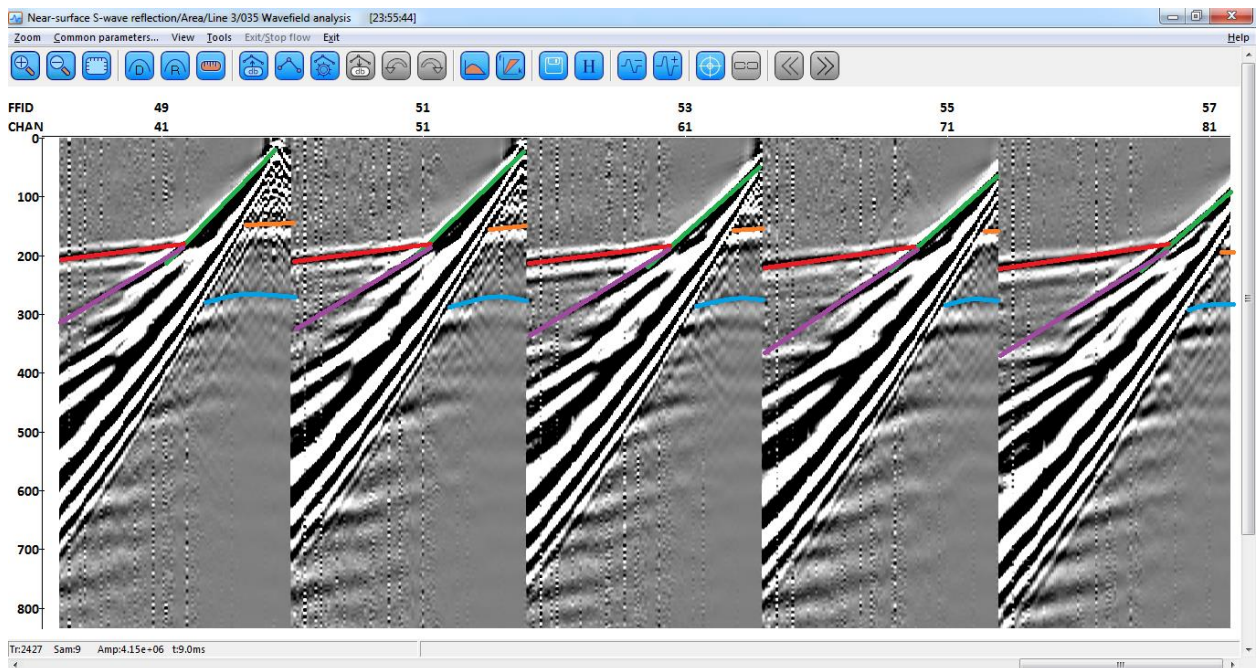 Near-surface S-wave reflection/Area/Line 3/035 Wavefield analysis [23:55:44]
Zoom Common parameters... View Tools Exit/Stop flow Exit Help
D R db db H
FFID 49 51 53 55 57
CHAN 41 51 61 71 81
0
100
200
300
400
500
600
700
800
Tr:2427 Sam:9 Amp:4.15e+06 t:9.0ms